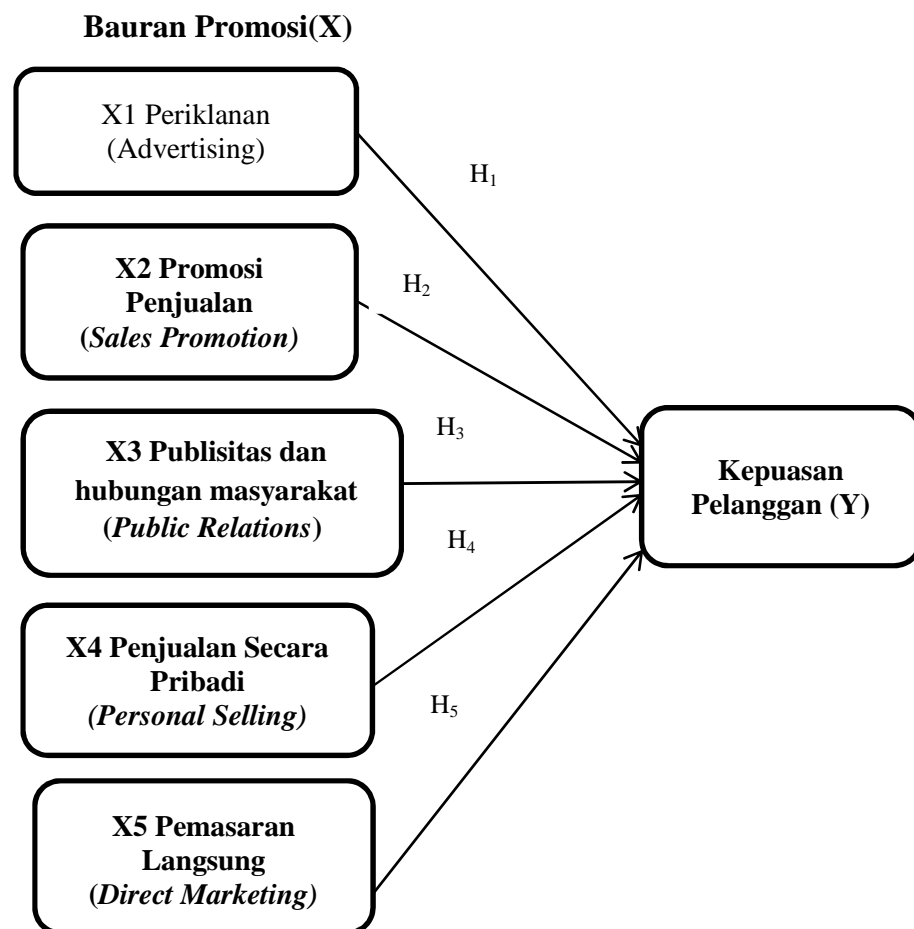 Bauran Promosi(X)
X1 Periklanan
(Advertising)
H₁
X2 Promosi
Penjualan
(Sales Promotion)
H₂
X3 Publisitas dan
hubungan masyarakat
(Public Relations)
H₃
Kepuasan
Pelanggan (Y)
H₄
X4 Penjualan Secara
Pribadi
(Personal Selling)
H₅
X5 Pemasaran
Langsung
(Direct Marketing)